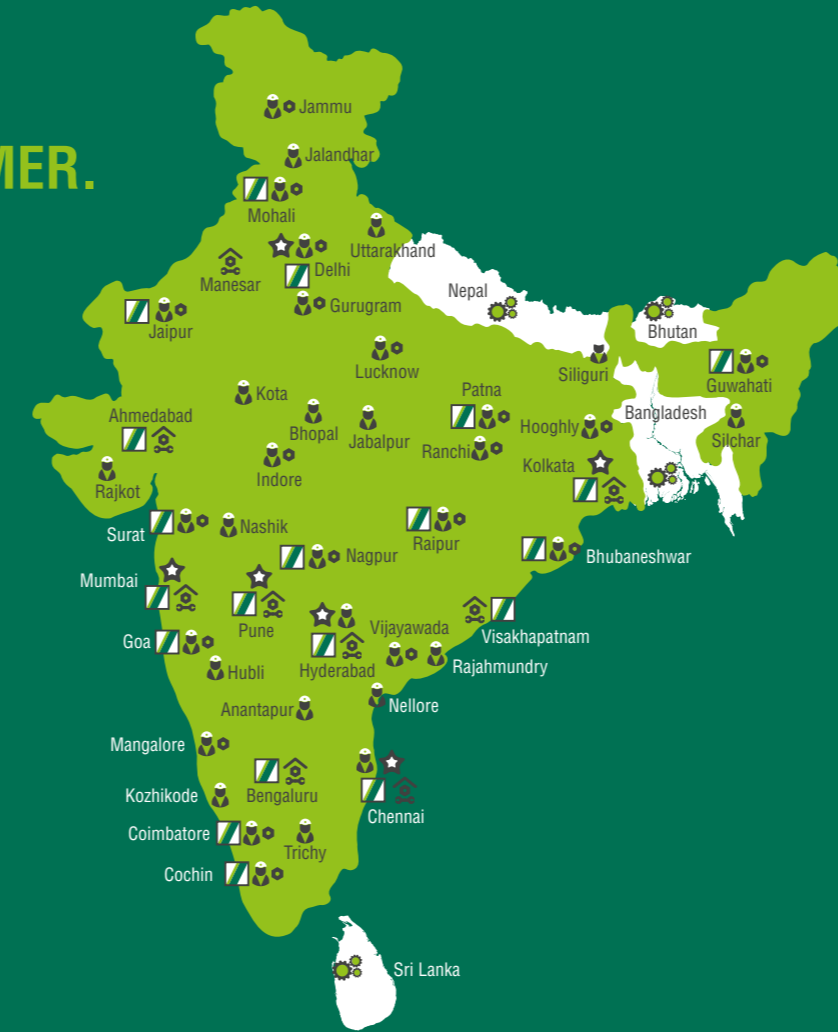 MER.
Jammu
Jalandhar
Mohali
Uttarakhand
Manesar
Delhi
Gurugram
Nepal
Jaipur
Bhutan
Lucknow
Siliguri
Guwahati
Kota
Patna
Ahmedabad
Bhopal
Jabalpur
Bangladesh
Hooghly
Silchar
Ranchi
Kolkata
Indore
Rajkot
Surat
Nashik
Raipur
Nagpur
Bhubaneshwar
Mumbai
Pune
Vijayawada
Visakhapatnam
Goa
Hyderabad
Rajahmundry
Hubli
Anantapur
Nellore
Mangalore
Kozhikode
Bengaluru
Chennai
Coimbatore
Trichy
Cochin
Sri Lanka